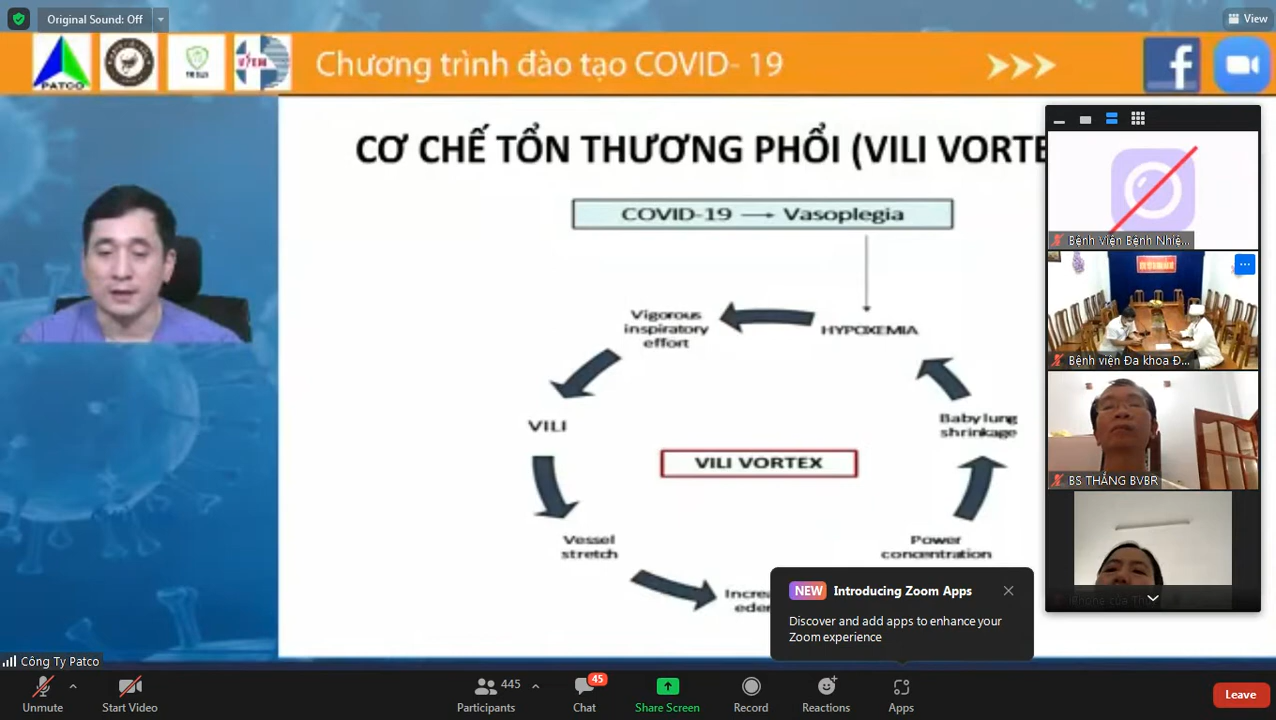 Original Sound: Off
View
PATCO
Chương trình đào tạo COVID- 19
CƠ CHẾ TỔN THƯƠNG PHỔI (VILI VORTE
COVID-19 → Vasoplegia
Vigorous
inspiratory
effort
HYPOXEMIA
VILI
Baby lung
shrinkage
VILI VORTEX
Vessel
stretch
Power
concentration
Bệnh Viện Bệnh Nhiệ...
Bệnh viện Đa khoa Đ...
BS THẮNG BVBR
NEW Introducing Zoom Apps
Discover and add apps to enhance your
Zoom experience
Công Ty Patco
Unmute
Start Video
445
Participants
45
Chat
Share Screen
Record
Reactions
Apps
Leave